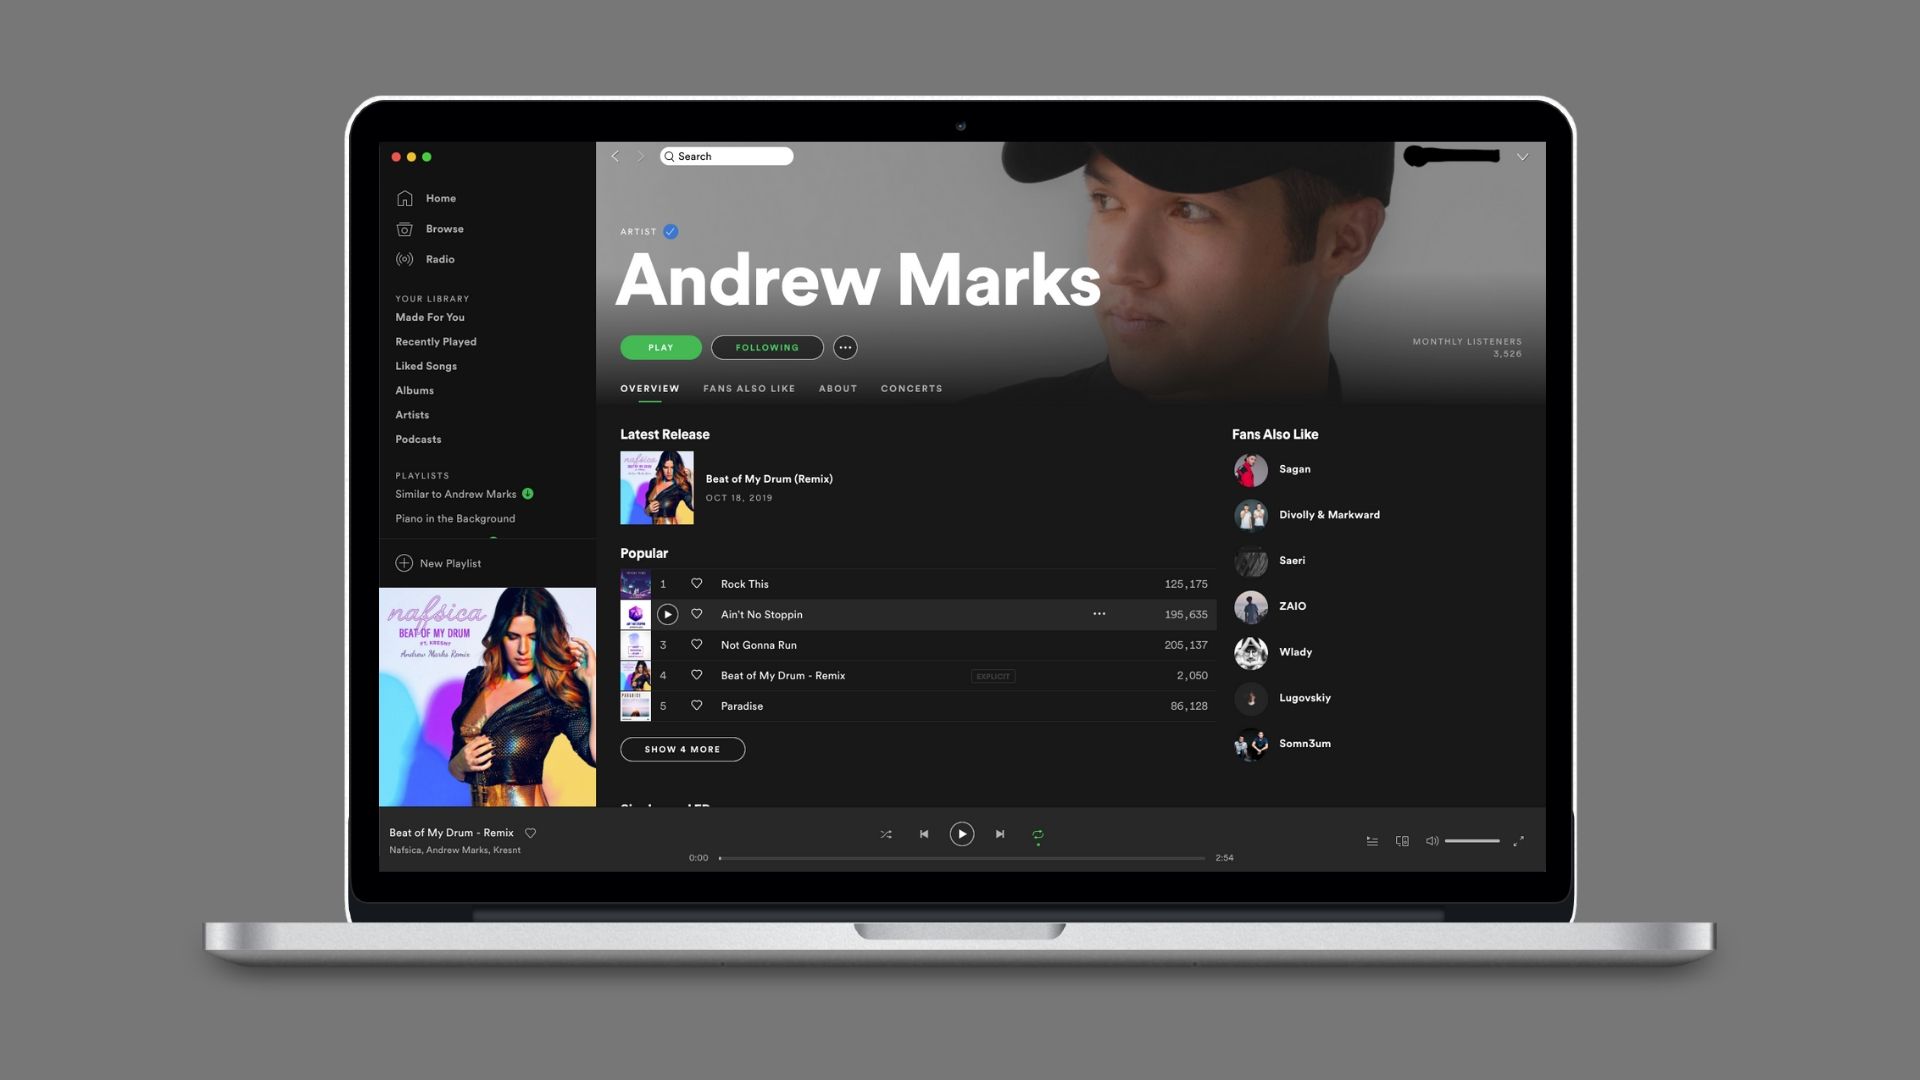 Search
Home
Browse
Radio
YOUR LIBRARY
Made For You
Recently Played
Liked Songs
Albums
Artists
Podcasts
PLAYLISTS
Similar to Andrew Marks
Piano in the Background
New Playlist
nafsica
BEAT OF MY DRUM
FT. KRESNT
Andrew Marks Remix
ARTIST
Andrew Marks
PLAY
FOLLOWING
MONTHLY LISTENERS
3,526
OVERVIEW FANS ALSO LIKE ABOUT CONCERTS
Latest Release
nafsica
BEAT OF MY DRUM
Beat of My Drum (Remix)
OCT 18, 2019
Popular
1 Rock This 125,175
Ain't No Stoppin 195,635
3 Not Gonna Run 205,137
4 Beat of My Drum - Remix EXPLICIT 2,050
PARADISE
5 Paradise 86,128
SHOW 4 MORE
Fans Also Like
Sagan
Divolly & Markward
Saeri
ZAIO
Wlady
Lugovskiy
Somn3um
Beat of My Drum - Remix
Nafsica, Andrew Marks, Kresnt
0:00 2:54